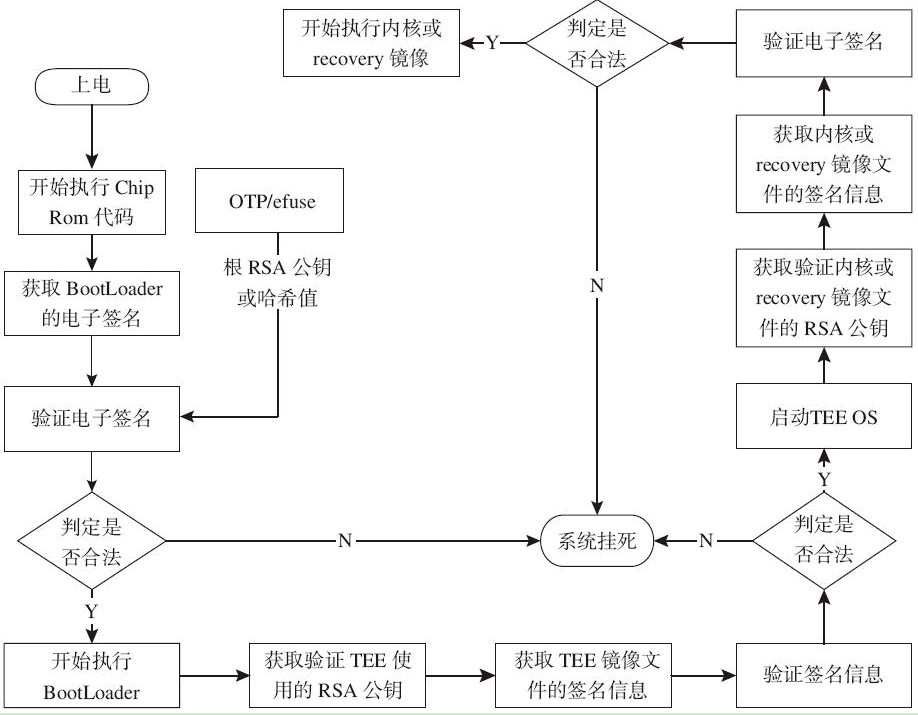 上电
开始执行 Chip
Rom 代码
获取 BootLoader
的电子签名
OTP/efuse
根 RSA 公钥
或哈希值
验证电子签名
判定是
否合法
N
Y
开始执行
BootLoader
获取验证 TEE 使
用的 RSA 公钥
获取 TEE 镜像文
件的签名信息
验证签名信息
判定是
否合法
N
系统挂死
Y
启动TEE OS
获取验证内核或
recovery 镜像文
件的 RSA 公钥
获取内核或
recovery 镜像文
件的签名信息
验证电子签名
判定是
否合法
N
Y
开始执行内核或
recovery 镜像